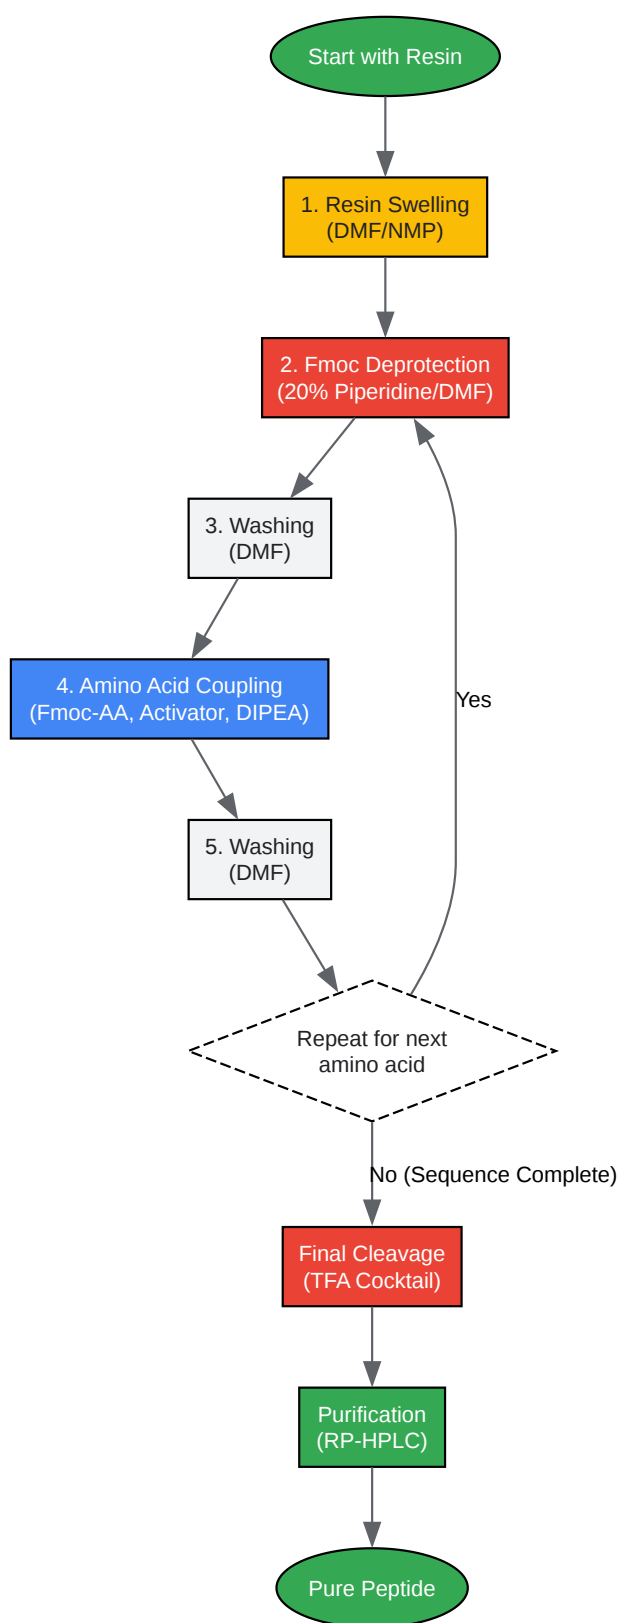 Start with Resin
1. Resin Swelling
(DMF/NMP)
2. Fmoc Deprotection
(20% Piperidine/DMF)
3. Washing
(DMF)
4. Amino Acid Coupling
(Fmoc-AA, Activator, DIPEA)
Yes
5. Washing
(DMF)
Repeat for next
amino acid
No (Sequence Complete)
Final Cleavage
(TFA Cocktail)
Purification
(RP-HPLC)
Pure Peptide